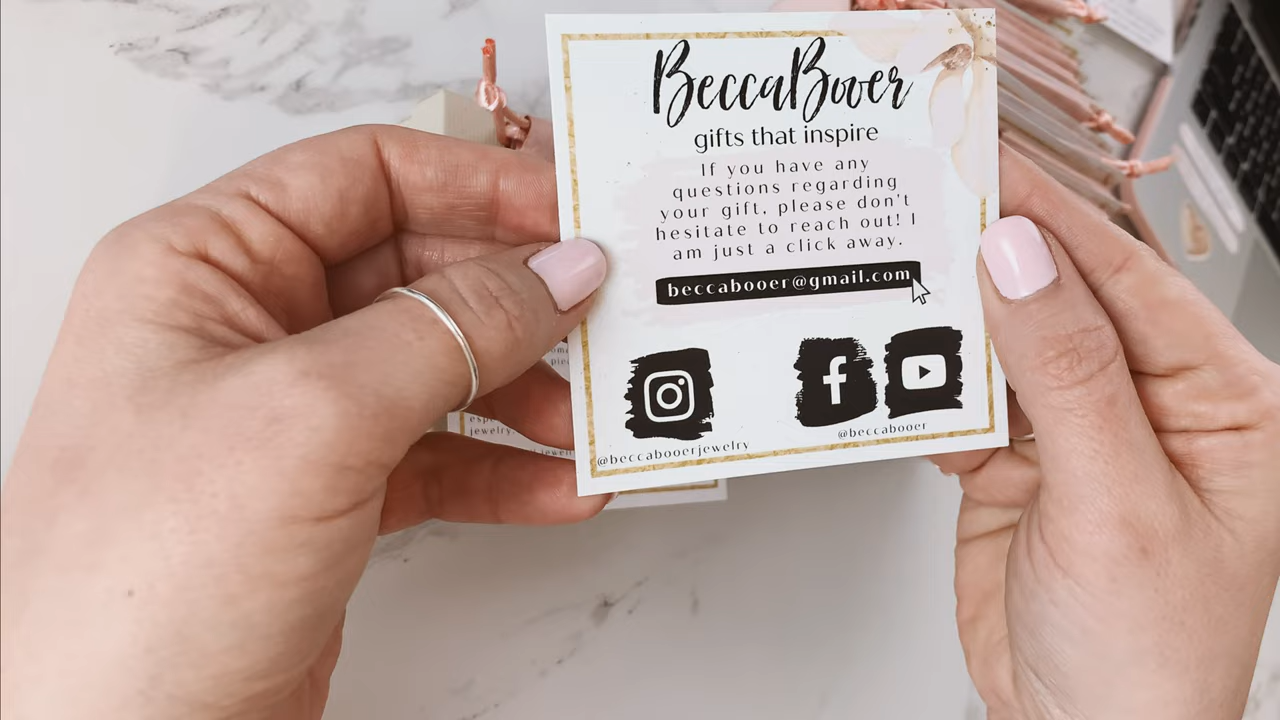 BeccaBooer
gifts that inspire
If you have any
questions regarding
your gift, please don't
hesitate to reach out! I
am just a click away.
beccabooer@gmail.com
@beccabooerjewelry
@beccabooer
jewelry.